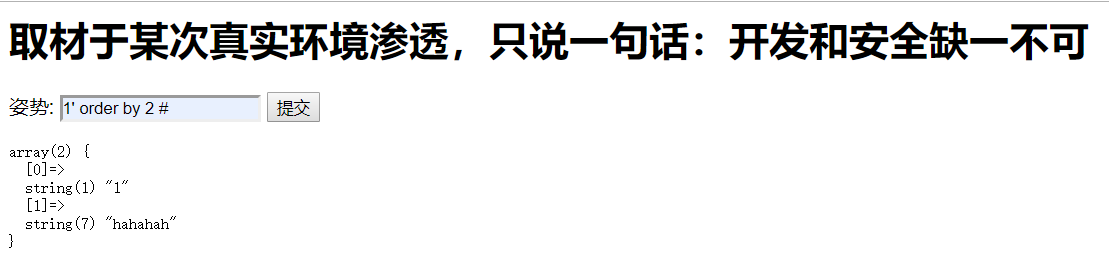 取材于某次真实环境渗透，只说一句话：开发和安全缺一不可
姿势: 1' order by 2 # 提交
array(2) {
  [0]=>
  string(1) "1"
  [1]=>
  string(7) "hahahah"
}